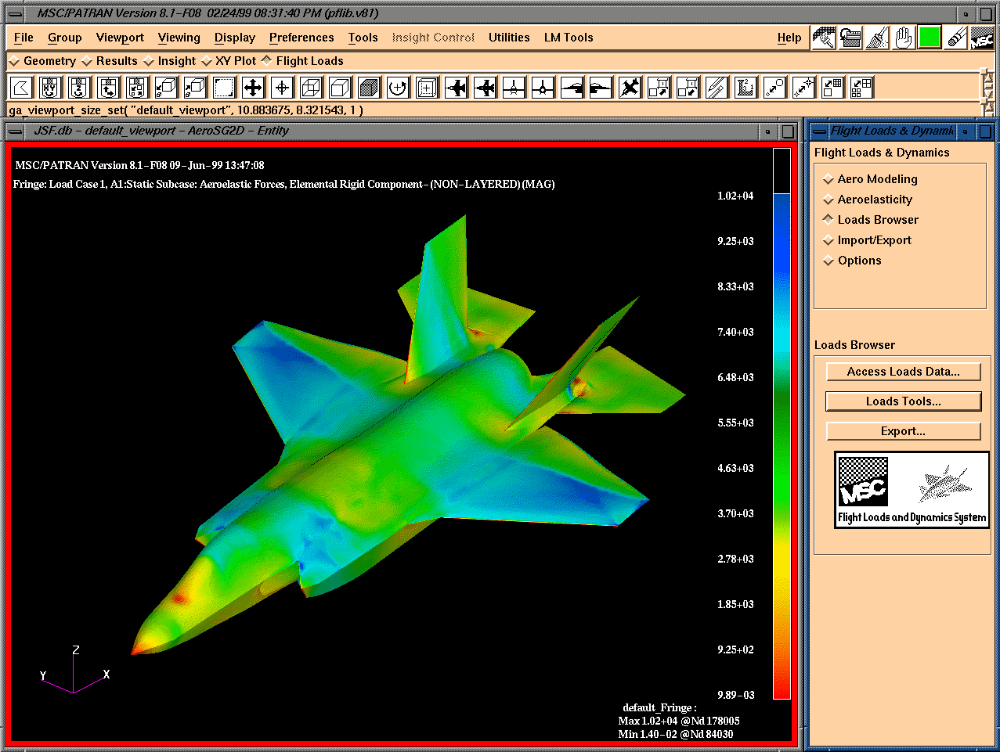 MSC/PATRAN Version 8.1-F08 02/24/99 08:31:40 PM (pflib.v81)
File Group Viewport Viewing Display Preferences Tools Insight Control Utilities LM Tools Help
Geometry Results Insight XY Plot Flight Loads
MSC
ga_viewport_size_set( "default_viewport", 10.883675, 8.321543, 1 )
JSF.db - default_viewport - AeroSG2D - Entity
MSC/PATRAN Version 8.1-F08 09-Jun-99 13:47:08
Fringe: Load Case 1, A1:Static Subcase: Aeroelastic Forces, Elemental Rigid Component-(NON-LAYERED)(MAG)
1.02+04
9.25+03
8.33+03
7.40+03
6.48+03
5.55+03
4.63+03
3.70+03
2.78+03
1.85+03
9.25+02
9.89-03
Z
Y
X
default_Fringe :
Max 1.02+04 @Nd 178005
Min 1.40-02 @Nd 84030
Flight Loads & Dynami
Flight Loads & Dynamics
Aero Modeling
Aeroelasticity
Loads Browser
Import/Export
Options
Loads Browser
Access Loads Data...
Loads Tools...
Export...
MSC
Flight Loads and Dynamics System